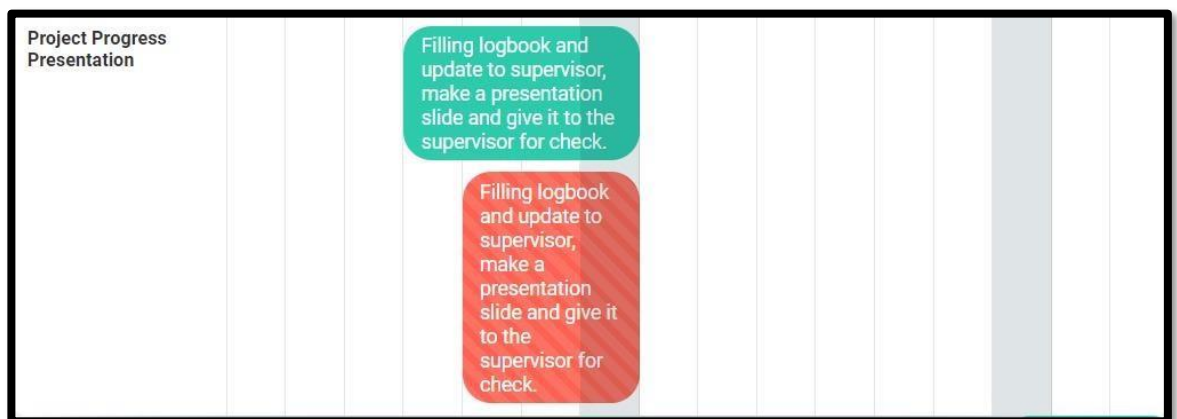 Project Progress
Presentation
Filling logbook and
update to supervisor,
make a presentation
slide and give it to the
supervisor for check.
Filling logbook
and update to
supervisor,
make a
presentation
slide and give it
to the
supervisor for
check.